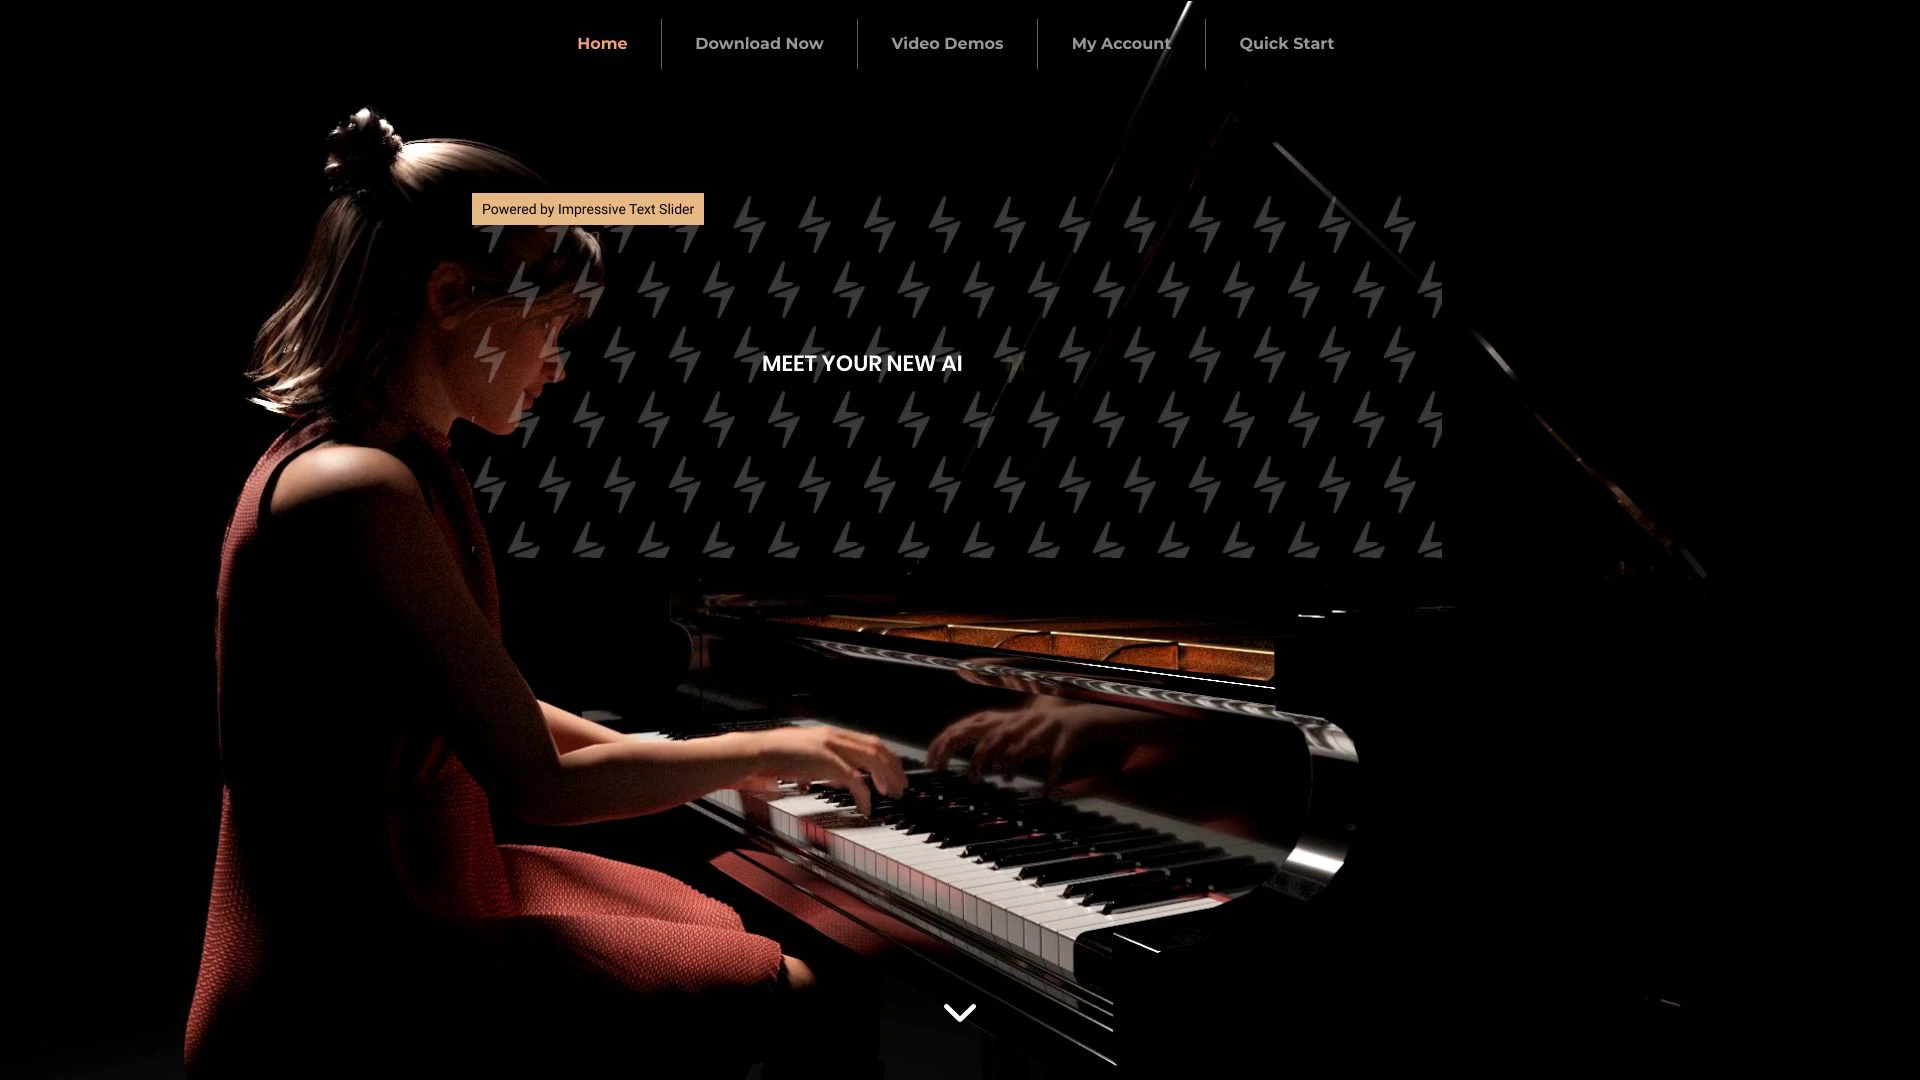 Home
Download Now
Video Demos
My Account
Quick Start
Powered by Impressive Text Slider
MEET YOUR NEW AI